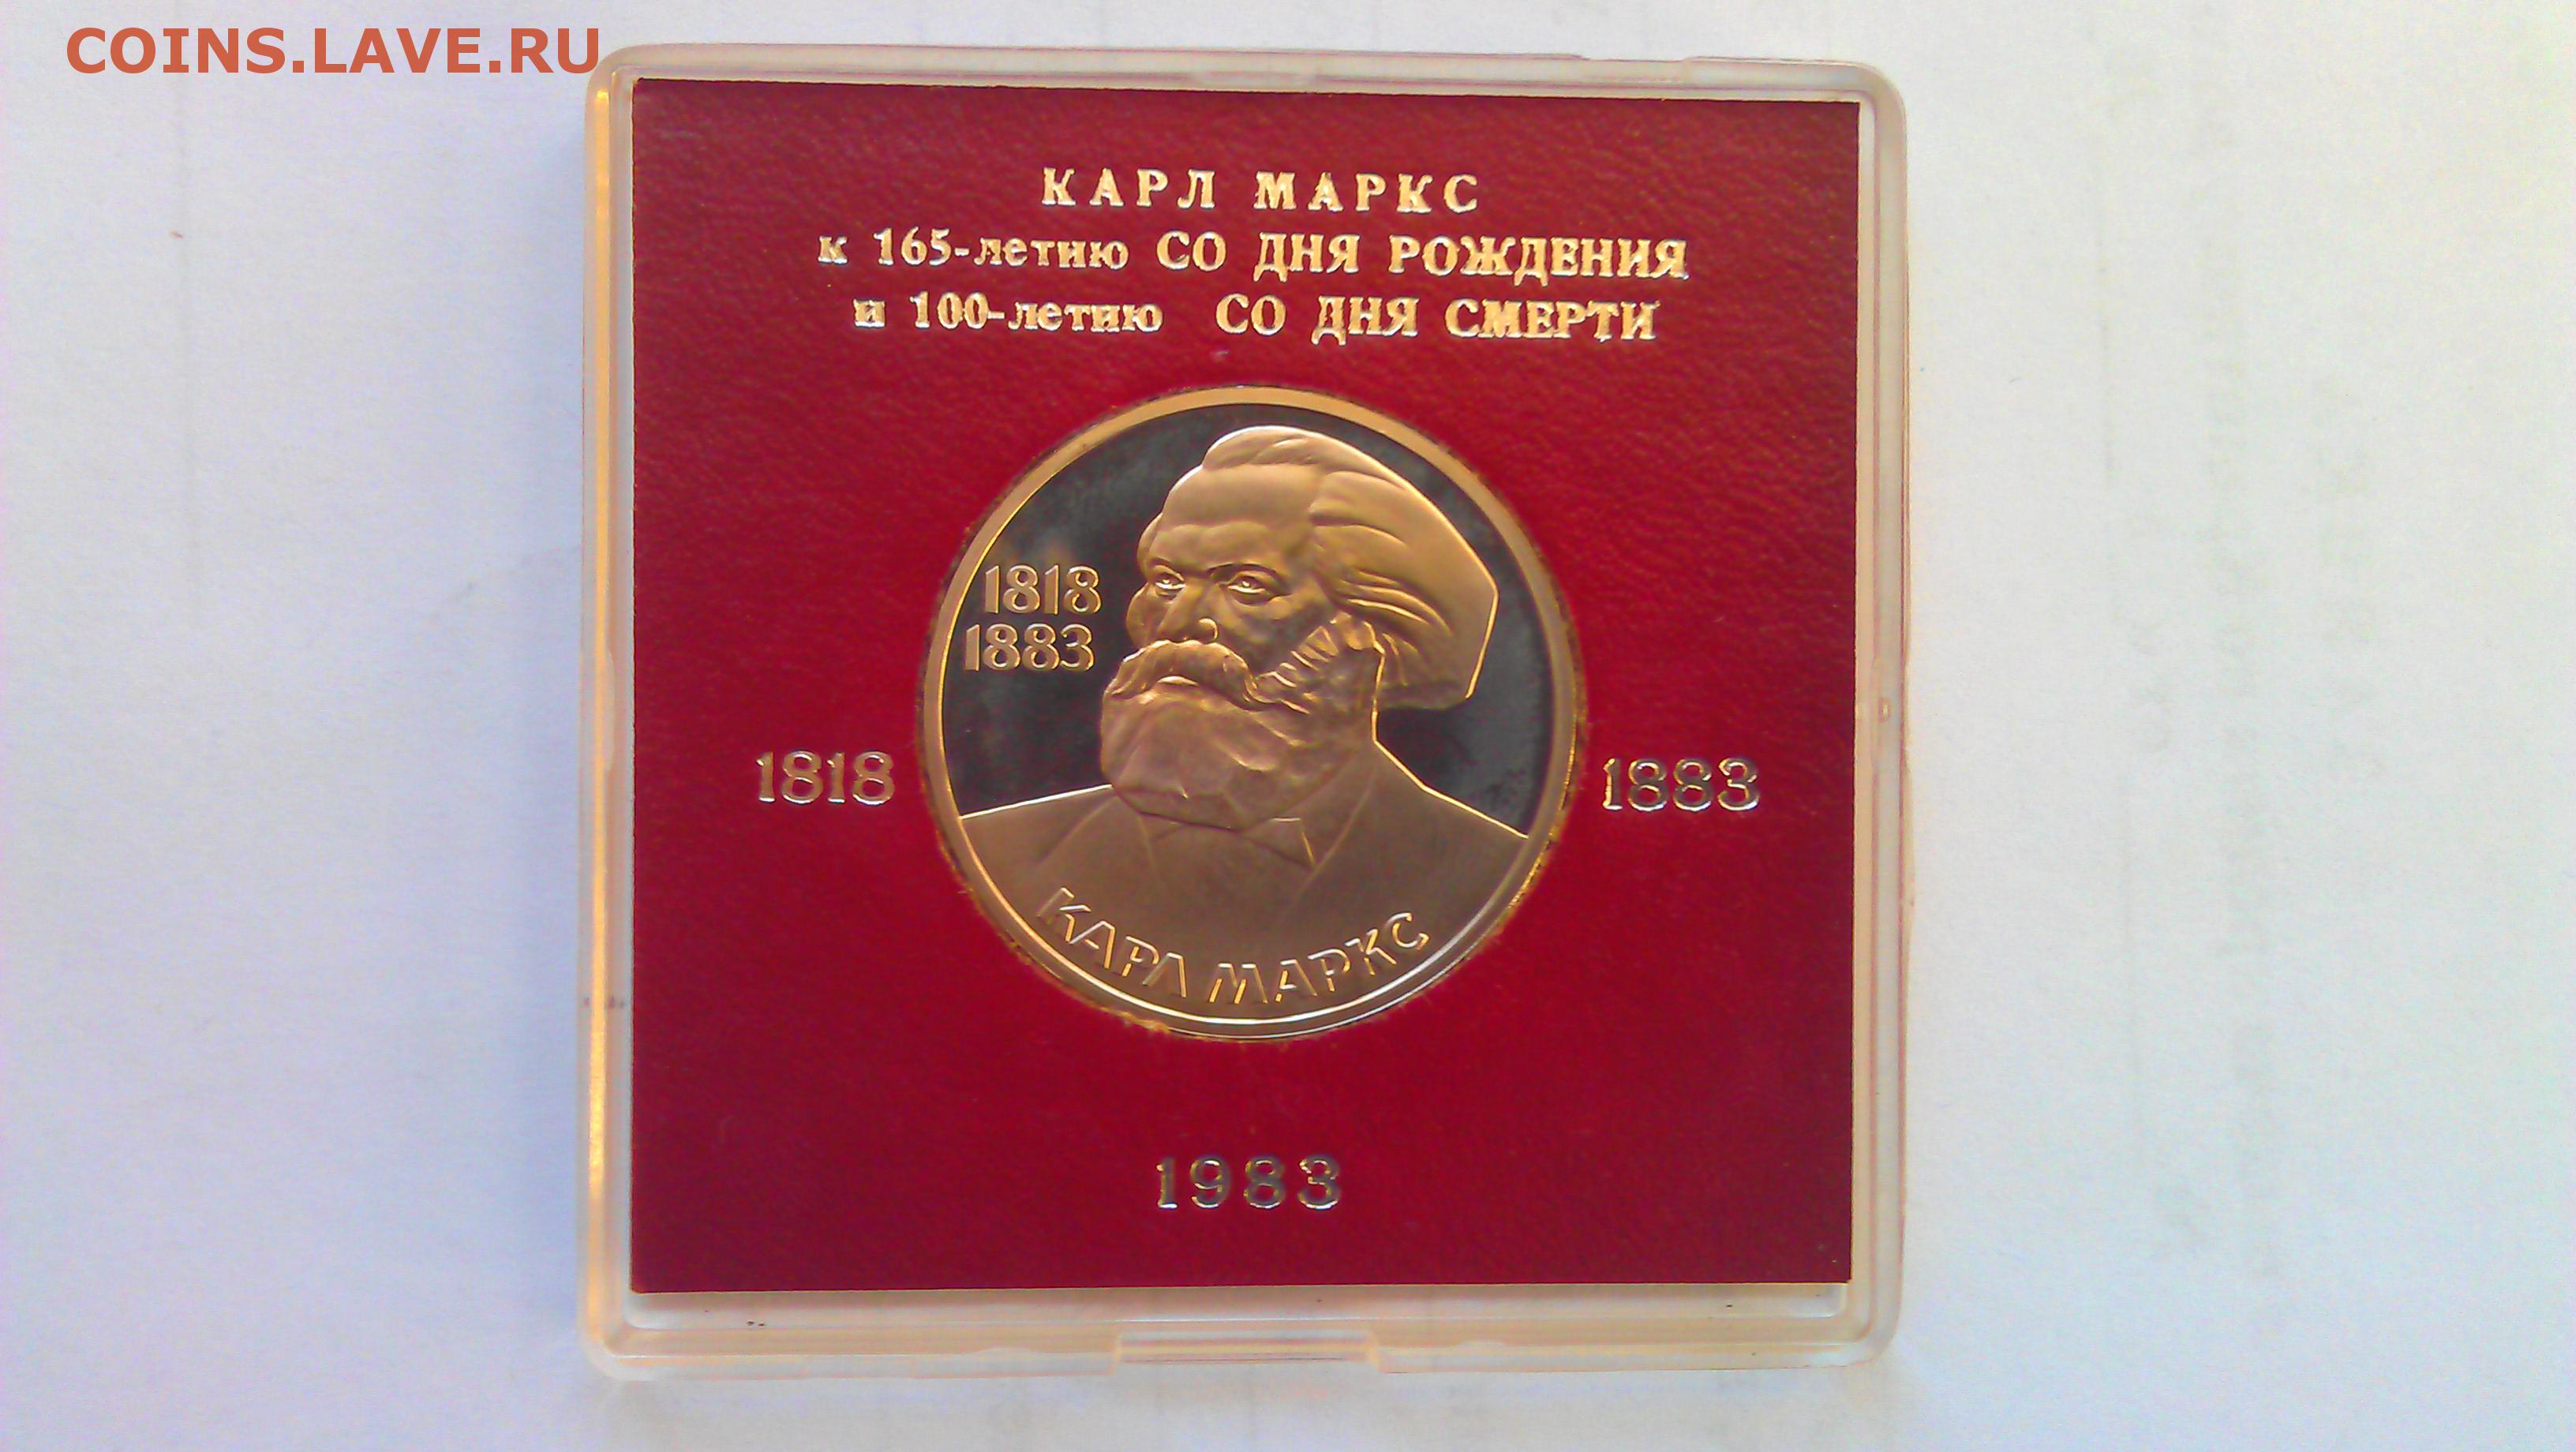 COINS.LAVE.RU
КАРЛ МАРКС
к 165-летию СО ДНЯ РОЖДЕНИЯ
и 100-летию СО ДНЯ СМЕРТИ
1818
1883
1818
1883
КАРЛ МАРКС
1983